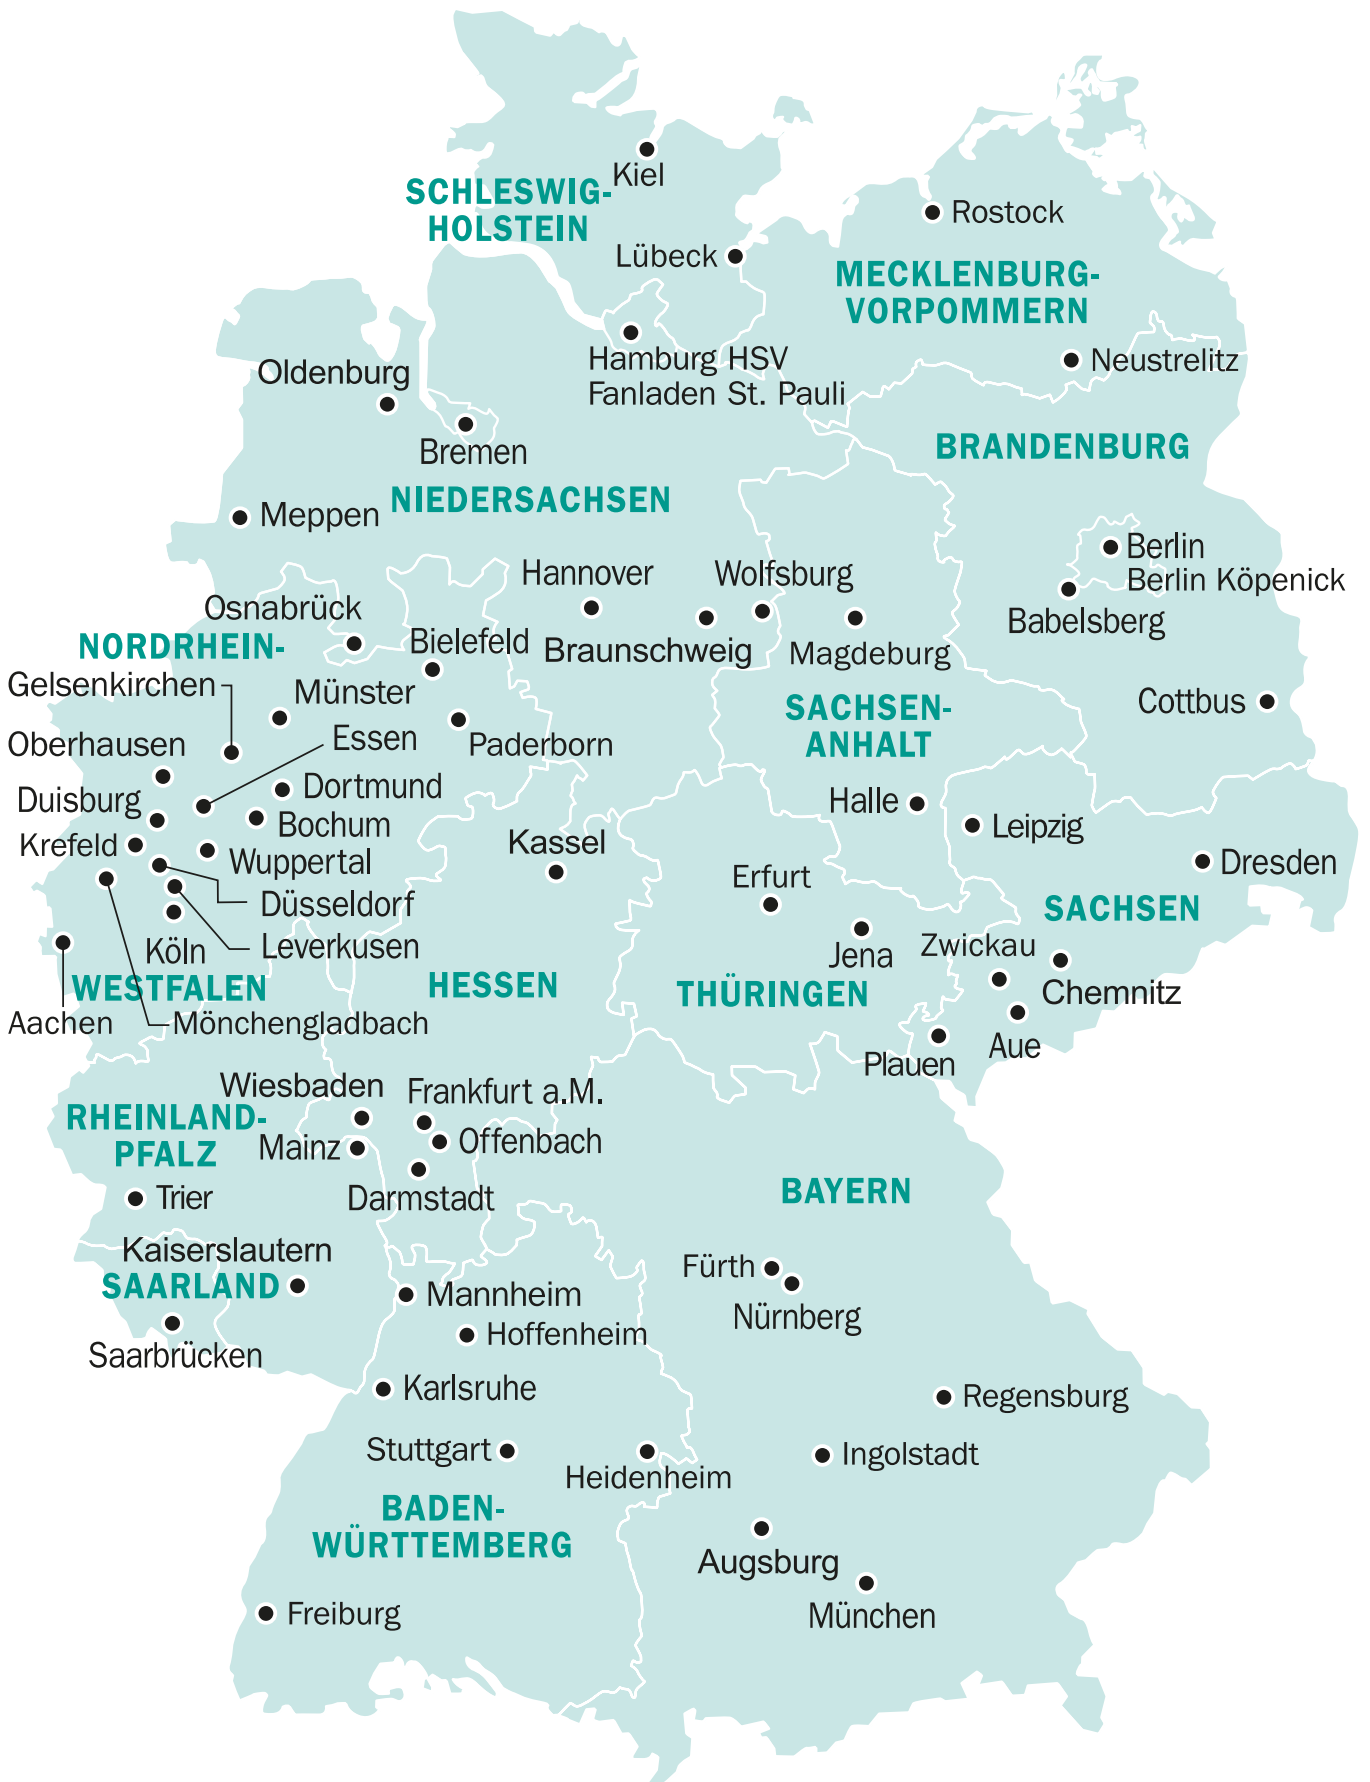 Kiel
SCHLESWIG-
HOLSTEIN
Rostock
Lübeck
MECKLENBURG-
VORPOMMERN
Hamburg HSV
Fanladen St. Pauli
Neustrelitz
Oldenburg
Bremen
BRANDENBURG
NIEDERSACHSEN
Meppen
Berlin
Berlin Köpenick
Hannover
Wolfsburg
Osnabrück
Babelsberg
NORDRHEIN-
Bielefeld
Braunschweig
Magdeburg
Gelsenkirchen
Münster
Cottbus
SACHSEN-
ANHALT
Essen
Oberhausen
Paderborn
Dortmund
Duisburg
Bochum
Halle
Leipzig
Krefeld
Kassel
Wuppertal
Dresden
Erfurt
Düsseldorf
SACHSEN
Leverkusen
Köln
Jena
Zwickau
WESTFALEN
HESSEN
THÜRINGEN
Chemnitz
Aachen
Mönchengladbach
Aue
Plauen
Wiesbaden
Frankfurt a.M.
RHEINLAND-
PFALZ
Mainz
Offenbach
Trier
Darmstadt
BAYERN
Kaiserslautern
SAARLAND
Fürth
Mannheim
Nürnberg
Hoffenheim
Saarbrücken
Karlsruhe
Regensburg
Stuttgart
Ingolstadt
Heidenheim
BADEN-
WÜRTTEMBERG
Augsburg
München
Freiburg